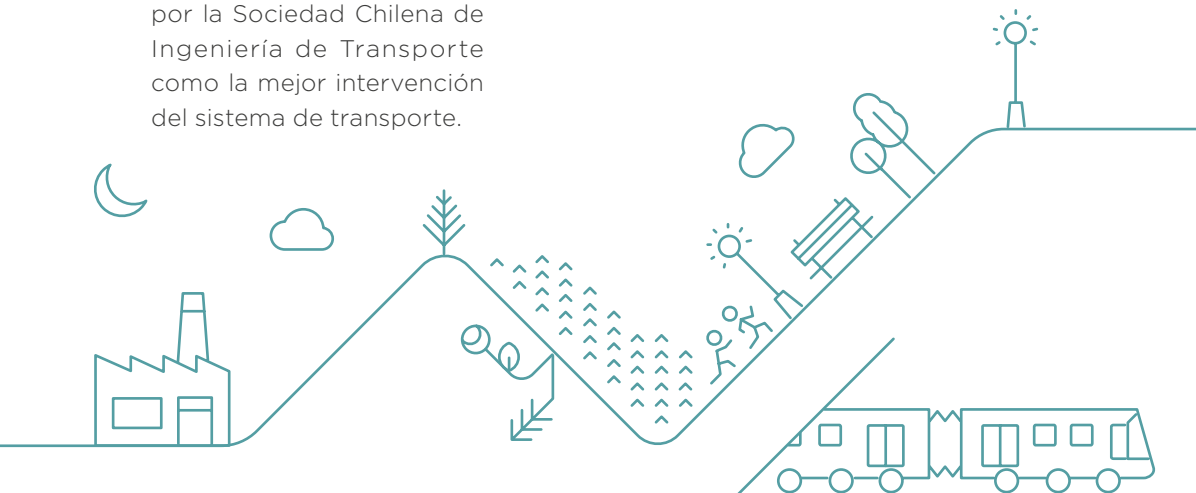 por la Sociedad Chilena de
Ingeniería de Transporte
como la mejor intervención
del sistema de transporte.